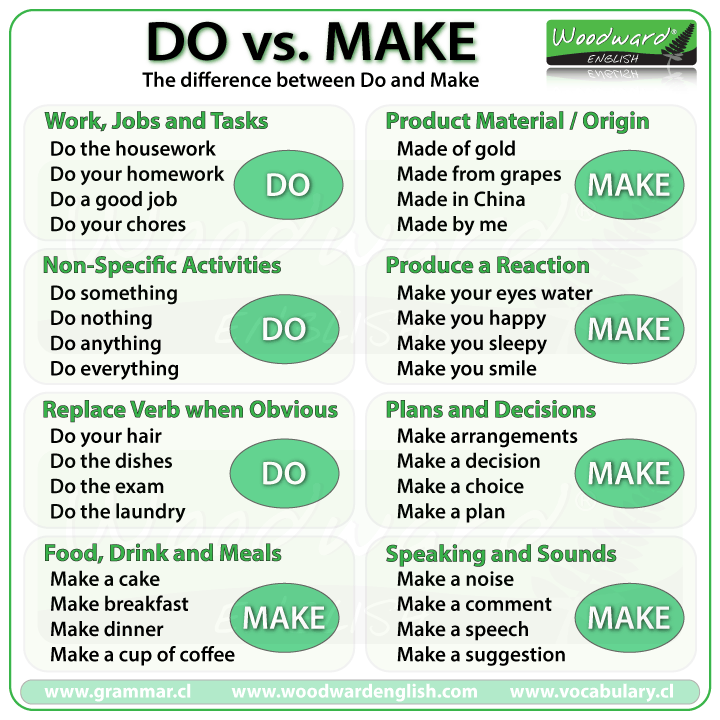 DO vs. MAKE
The difference between Do and Make
Woodward®
ENGLISH
Work, Jobs and Tasks
Do the housework
Do your homework
Do a good job
Do your chores
DO
Product Material / Origin
Made of gold
Made from grapes
Made in China
Made by me
MAKE
Non-Specific Activities
Do something
Do nothing
Do anything
Do everything
DO
Produce a Reaction
Make your eyes water
Make you happy
Make you sleepy
Make you smile
MAKE
Replace Verb when Obvious
Do your hair
Do the dishes
Do the exam
Do the laundry
DO
Plans and Decisions
Make arrangements
Make a decision
Make a choice
Make a plan
MAKE
Food, Drink and Meals
Make a cake
Make breakfast
Make dinner
Make a cup of coffee
MAKE
Speaking and Sounds
Make a noise
Make a comment
Make a speech
Make a suggestion
MAKE
www.grammar.cl www.woodwardenglish.com www.vocabulary.cl